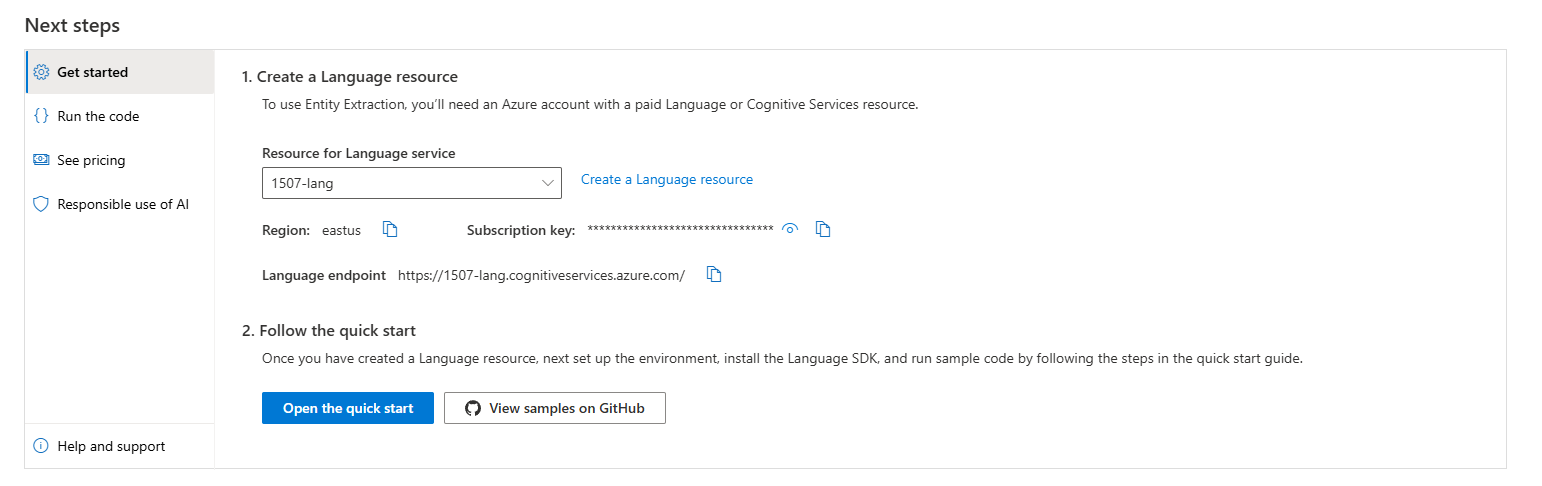 Next steps
Get started
Run the code
See pricing
Responsible use of AI
Help and support
1. Create a Language resource
To use Entity Extraction, you'll need an Azure account with a paid Language or Cognitive Services resource.
Resource for Language service
1507-lang
Create a Language resource
Region: eastus
Subscription key: ********************************
Language endpoint https://1507-lang.cognitiveservices.azure.com/
2. Follow the quick start
Once you have created a Language resource, next set up the environment, install the Language SDK, and run sample code by following the steps in the quick start guide.
Open the quick start
View samples on GitHub